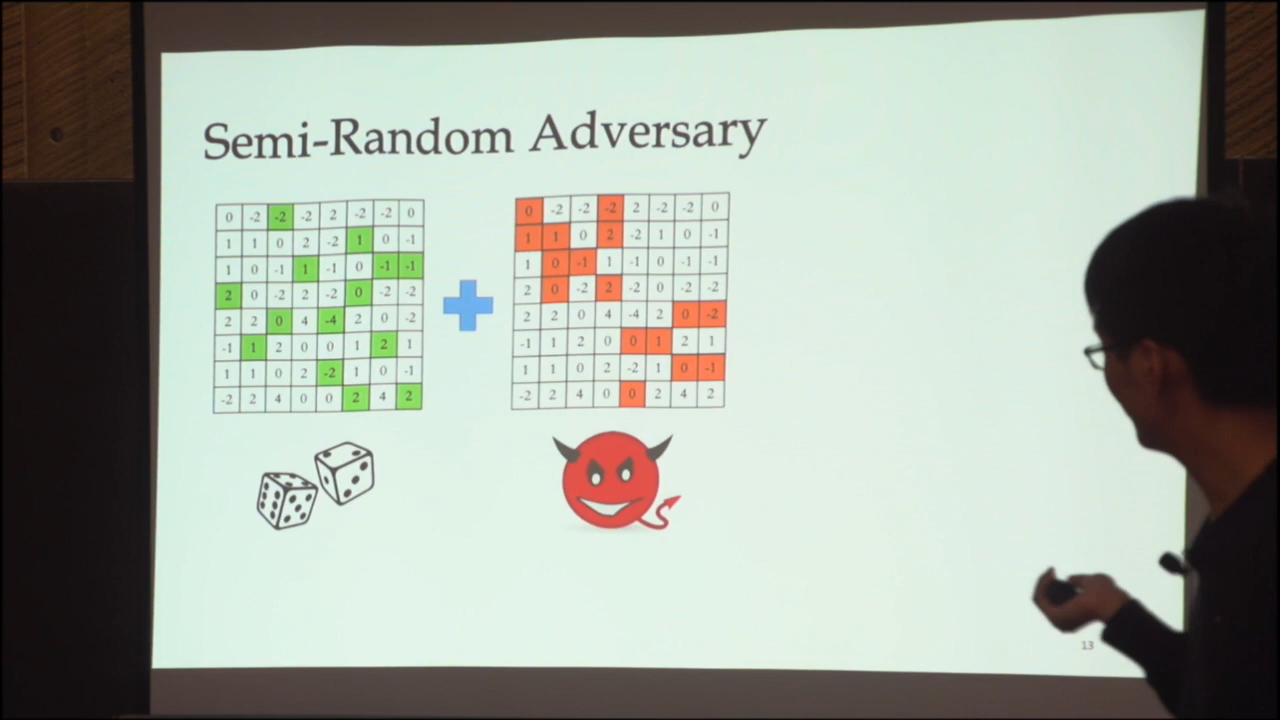 Semi-Random Adversary
0 -2 -2 -2 2 -2 -2 0
1 1 0 2 -2 1 0 -1
1 0 -1 1 -1 0 -1 -1
2 0 -2 2 -2 0 -2 -2
2 2 0 4 -4 2 0 -2
-1 1 2 0 0 1 2 1
1 1 0 2 -2 1 0 -1
-2 2 4 0 0 2 4 2
0 -2 -2 -2 2 -2 -2 0
1 1 0 2 -2 1 0 -1
1 0 -1 1 -1 0 -1 -1
2 0 -2 2 -2 0 -2 -2
2 2 0 4 -4 2 0 -2
-1 1 2 0 0 1 2 1
1 1 0 2 -2 1 0 -1
-2 2 4 0 0 2 4 2
13